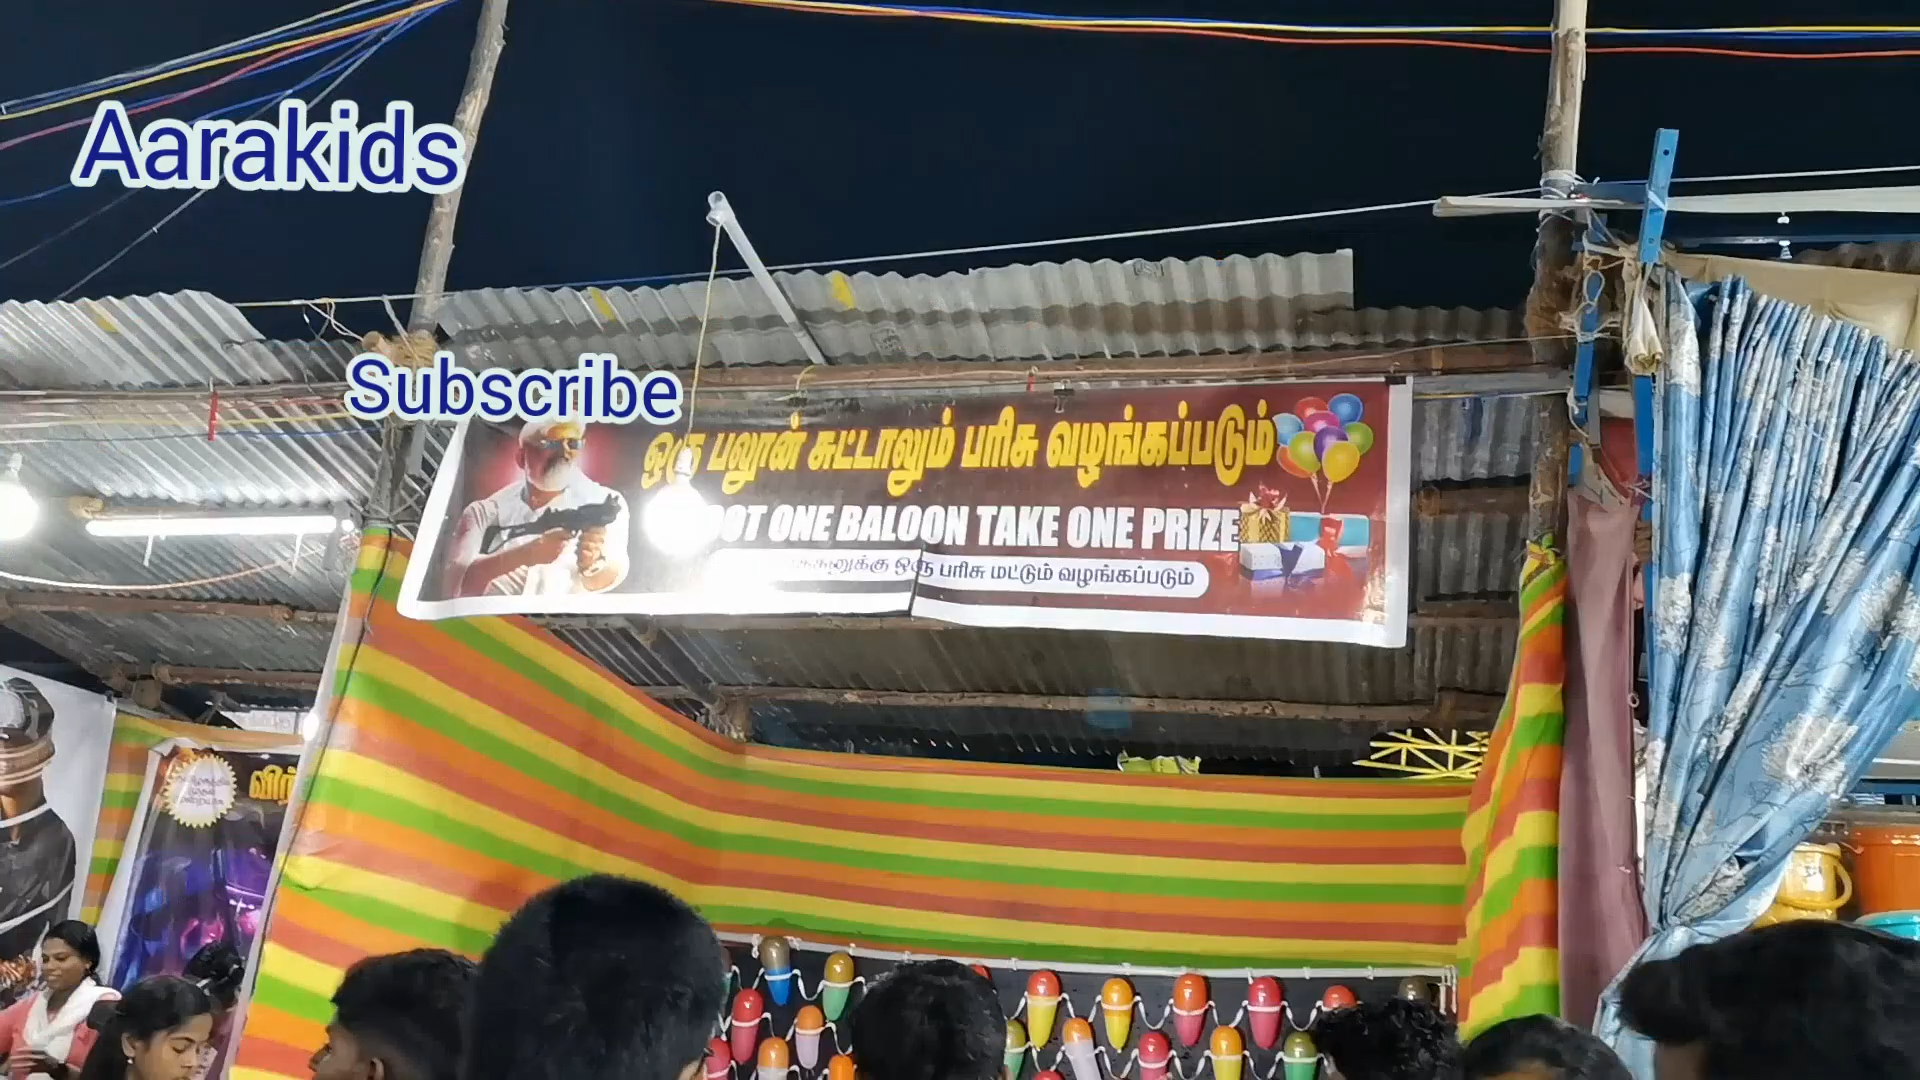 Aarakids
Subscribe
ஒரு பலூன் சுட்டாலும் பரிசு வழங்கப்படும்
ONE BALOON TAKE ONE PRIZE
ஒரு பரிசு மட்டும் வழங்கப்படும்